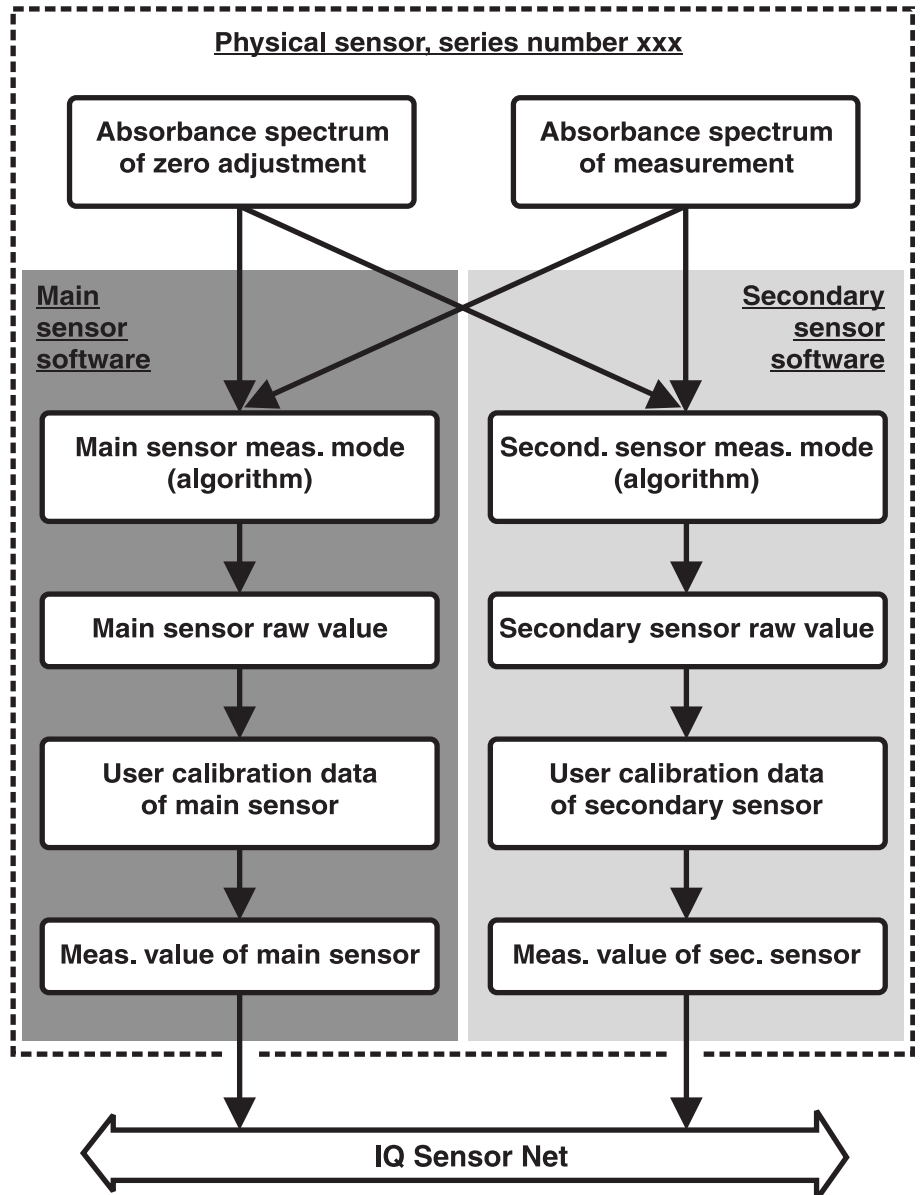 Physical sensor, series number xxx
Absorbance spectrum
of zero adjustment
Absorbance spectrum
of measurement
Main
sensor
software
Secondary
sensor
software
Main sensor meas. mode
(algorithm)
Second. sensor meas. mode
(algorithm)
Main sensor raw value
Secondary sensor raw value
User calibration data
of main sensor
User calibration data
of secondary sensor
Meas. value of main sensor
Meas. value of sec. sensor
IQ Sensor Net